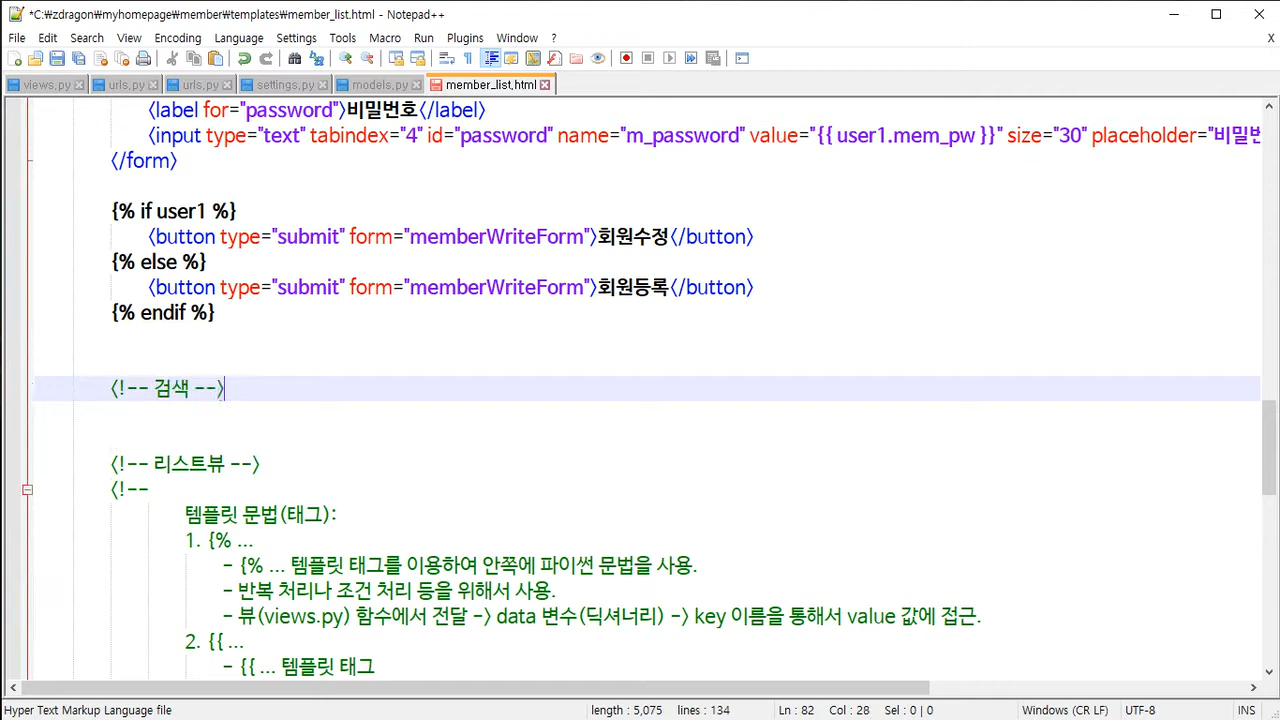 *C:\zdragon\myhomepage\member\templates\member_list.html - Notepad++
File Edit Search View Encoding Language Settings Tools Macro Run Plugins Window ? X
views.py urls.py urls.py settings.py models.py member_list.html
<label for="password">비밀번호</label>
<input type="text" tabindex="4" id="password" name="m_password" value="{{ user1.mem_pw }}" size="30" placeholder="비밀번
</form>
{% if user1 %}
<button type="submit" form="memberWriteForm">회원수정</button>
{% else %}
<button type="submit" form="memberWriteForm">회원등록</button>
{% endif %}
<!-- 검색 -->
<!-- 리스트뷰 -->
<!--
템플릿 문법(태그):
1. {% ...
- {% ... 템플릿 태그를 이용하여 안쪽에 파이썬 문법을 사용.
- 반복 처리나 조건 처리 등을 위해서 사용.
- 뷰(views.py) 함수에서 전달 -> data 변수(딕셔너리) -> key 이름을 통해서 value 값에 접근.
2. {{ ...
- {{ ... 템플릿 태그
Hyper Text Markup Language file length : 5,075 lines : 134 Ln : 82 Col : 28 Sel : 0 | 0 Windows (CR LF) UTF-8 INS